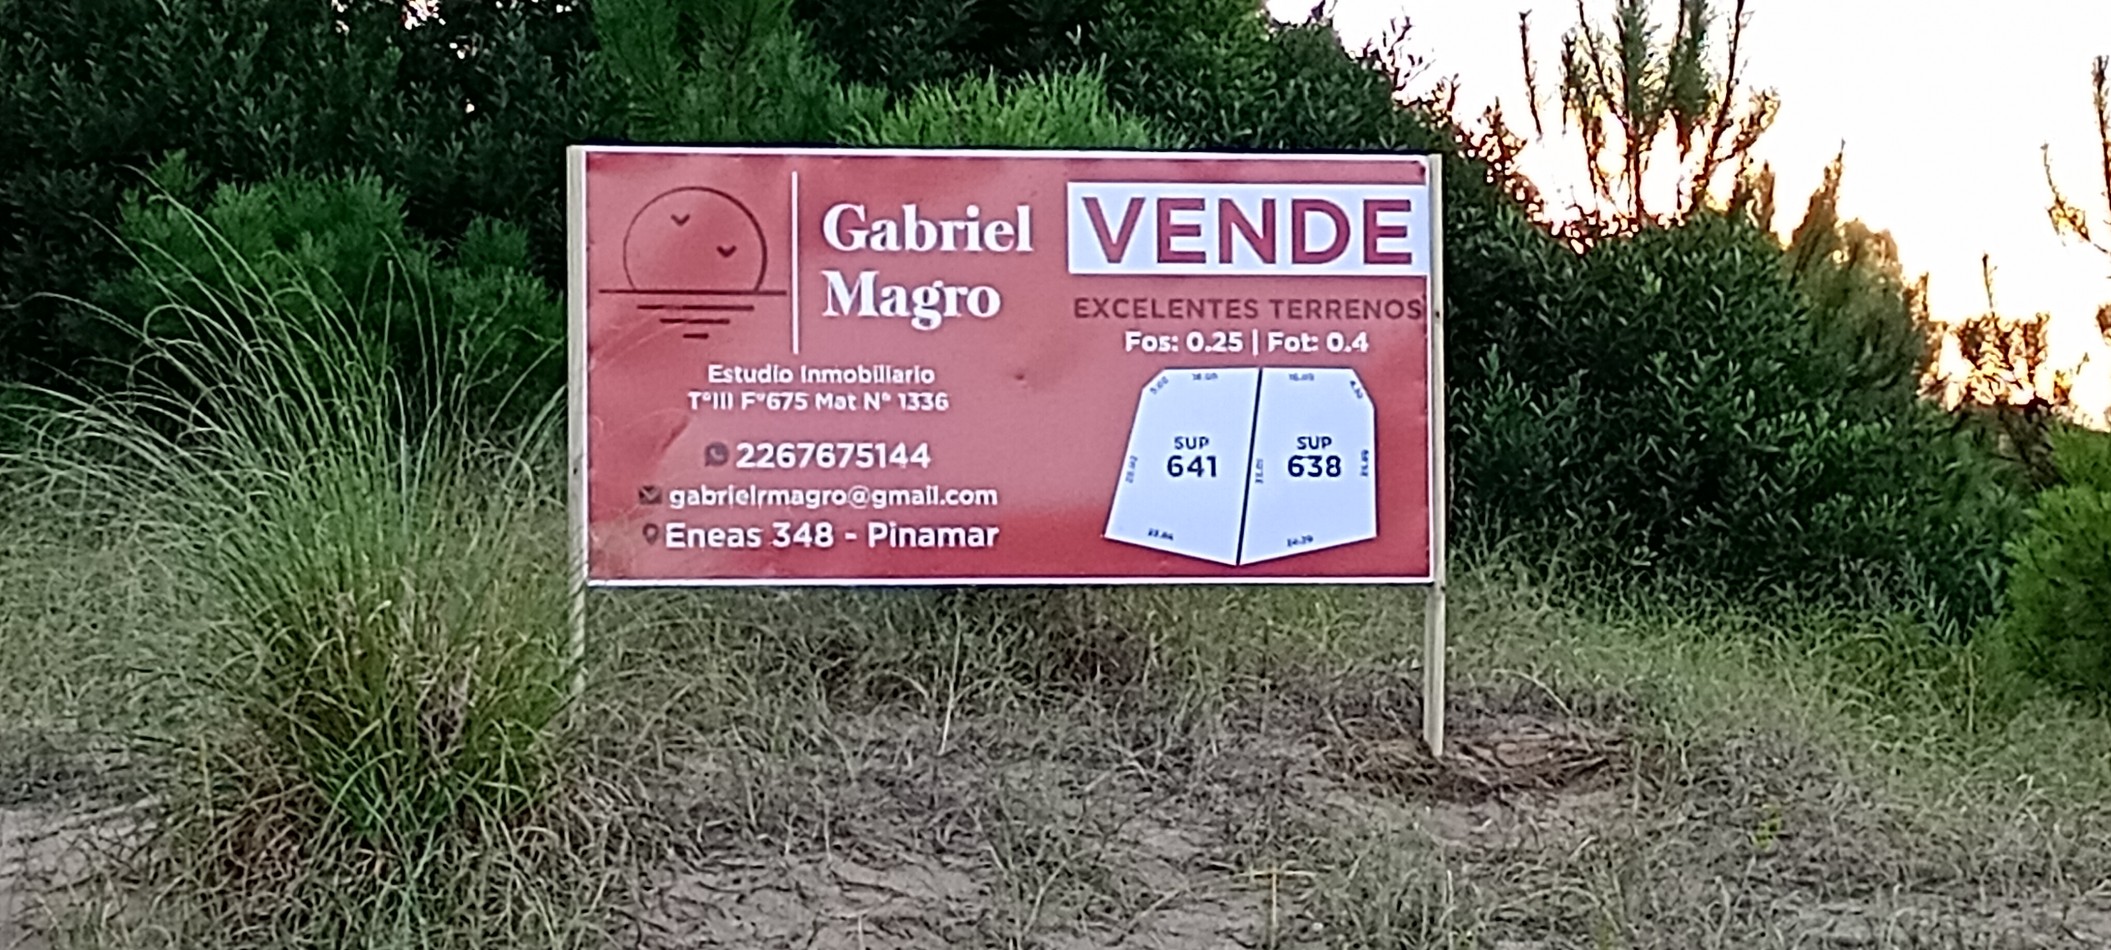 Gabriel
Magro
Estudio Inmobiliario
T°III F°675 Mat N° 1336
2267675144
gabrielrmagro@gmail.com
Eneas 348 - Pinamar
VENDE
EXCELENTES TERRENOS
Fos: 0.25 | Fot: 0.4
SUP
641
SUP
638